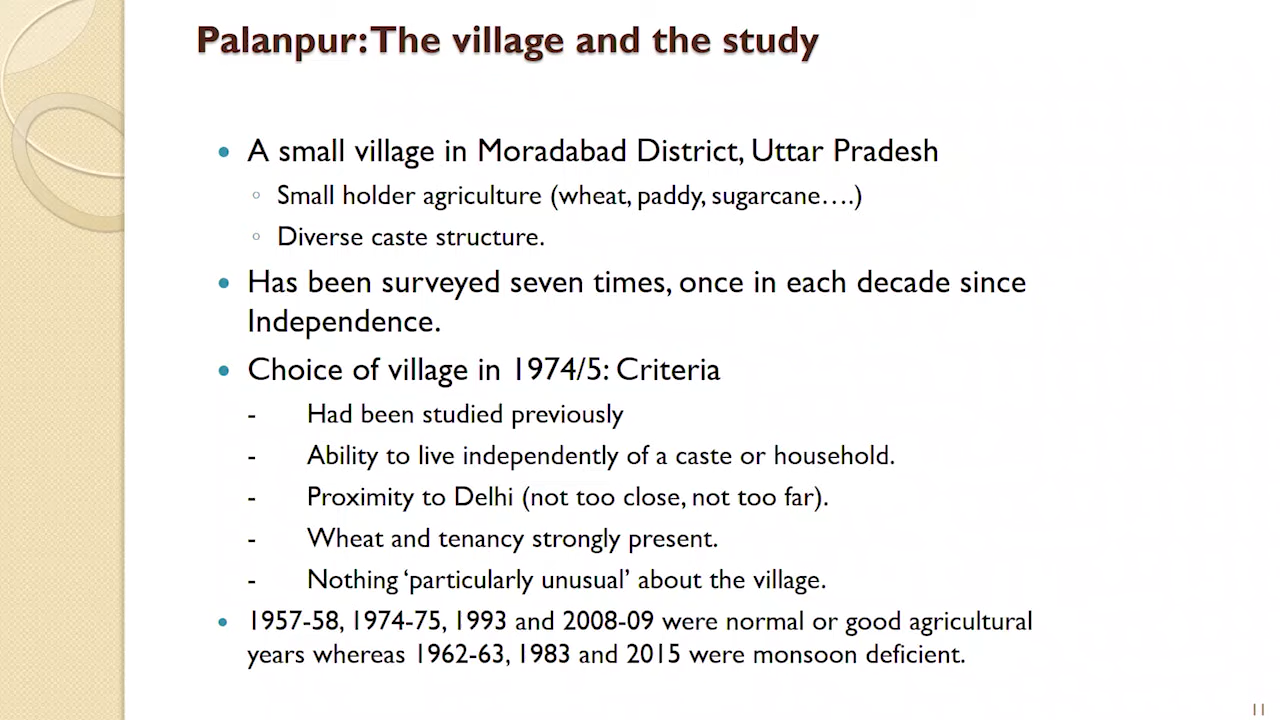 Palanpur: The village and the study
• A small village in Moradabad District, Uttar Pradesh
◦ Small holder agriculture (wheat, paddy, sugarcane….)
◦ Diverse caste structure.
• Has been surveyed seven times, once in each decade since
Independence.
• Choice of village in 1974/5: Criteria
- Had been studied previously
- Ability to live independently of a caste or household.
- Proximity to Delhi (not too close, not too far).
- Wheat and tenancy strongly present.
- Nothing ‘particularly unusual’ about the village.
• 1957-58, 1974-75, 1993 and 2008-09 were normal or good agricultural
years whereas 1962-63, 1983 and 2015 were monsoon deficient.
11